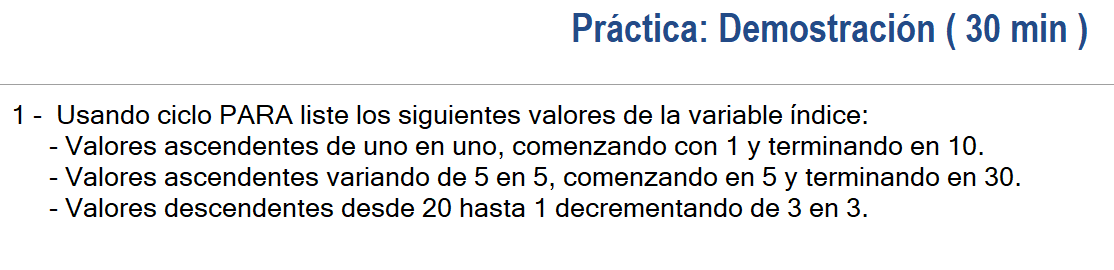 Práctica: Demostración ( 30 min )
1 - Usando ciclo PARA liste los siguientes valores de la variable índice:
- Valores ascendentes de uno en uno, comenzando con 1 y terminando en 10.
- Valores ascendentes variando de 5 en 5, comenzando en 5 y terminando en 30.
- Valores descendentes desde 20 hasta 1 decrementando de 3 en 3.